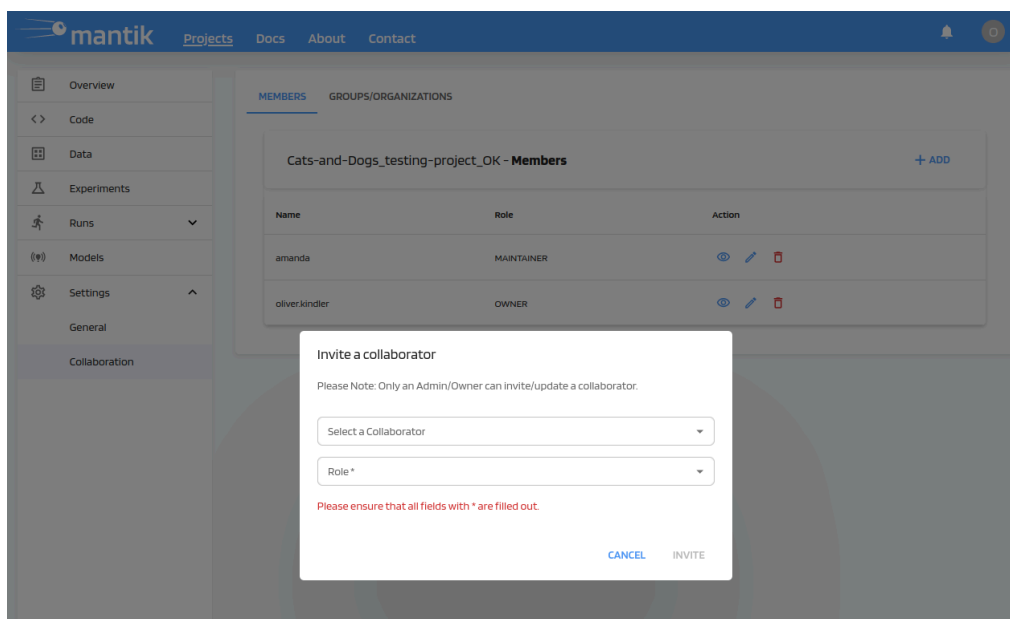 mantik Projects Docs About Contact O
Overview
Code
Data
Experiments
Runs
Models
Settings
General
Collaboration
MEMBERS GROUPS/ORGANIZATIONS
Cats-and-Dogs_testing-project_OK - Members + ADD
Name Role Action
amanda MAINTAINER
oliver.kindler OWNER
Invite a collaborator
Please Note: Only an Admin/Owner can invite/update a collaborator.
Select a Collaborator
Role *
Please ensure that all fields with * are filled out.
CANCEL INVITE